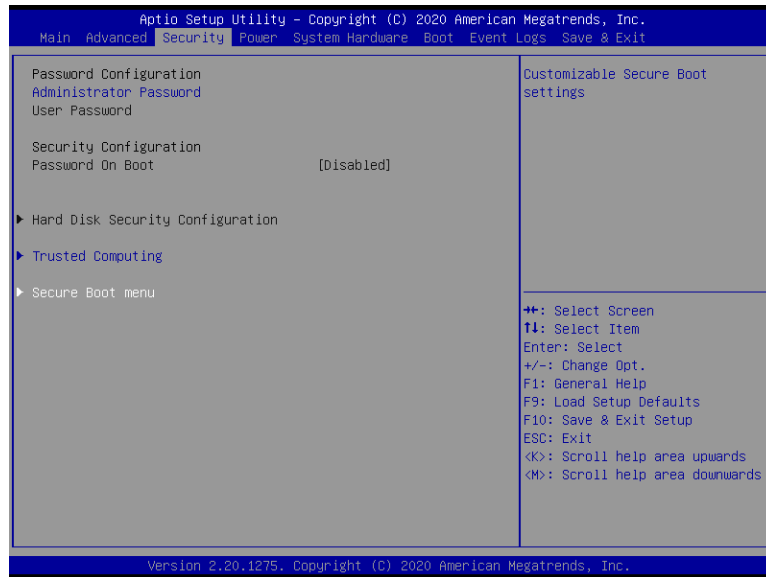 Aptio Setup Utility – Copyright (C) 2020 American Megatrends, Inc.
Main Advanced Security Power System Hardware Boot Event Logs Save & Exit
Password Configuration
Administrator Password
User Password
Security Configuration
Password On Boot [Disabled]
Hard Disk Security Configuration
Trusted Computing
Secure Boot menu
Customizable Secure Boot
settings
→←: Select Screen
↑↓: Select Item
Enter: Select
+/-: Change Opt.
F1: General Help
F9: Load Setup Defaults
F10: Save & Exit Setup
ESC: Exit
<K>: Scroll help area upwards
<M>: Scroll help area downwards
Version 2.20.1275. Copyright (C) 2020 American Megatrends, Inc.